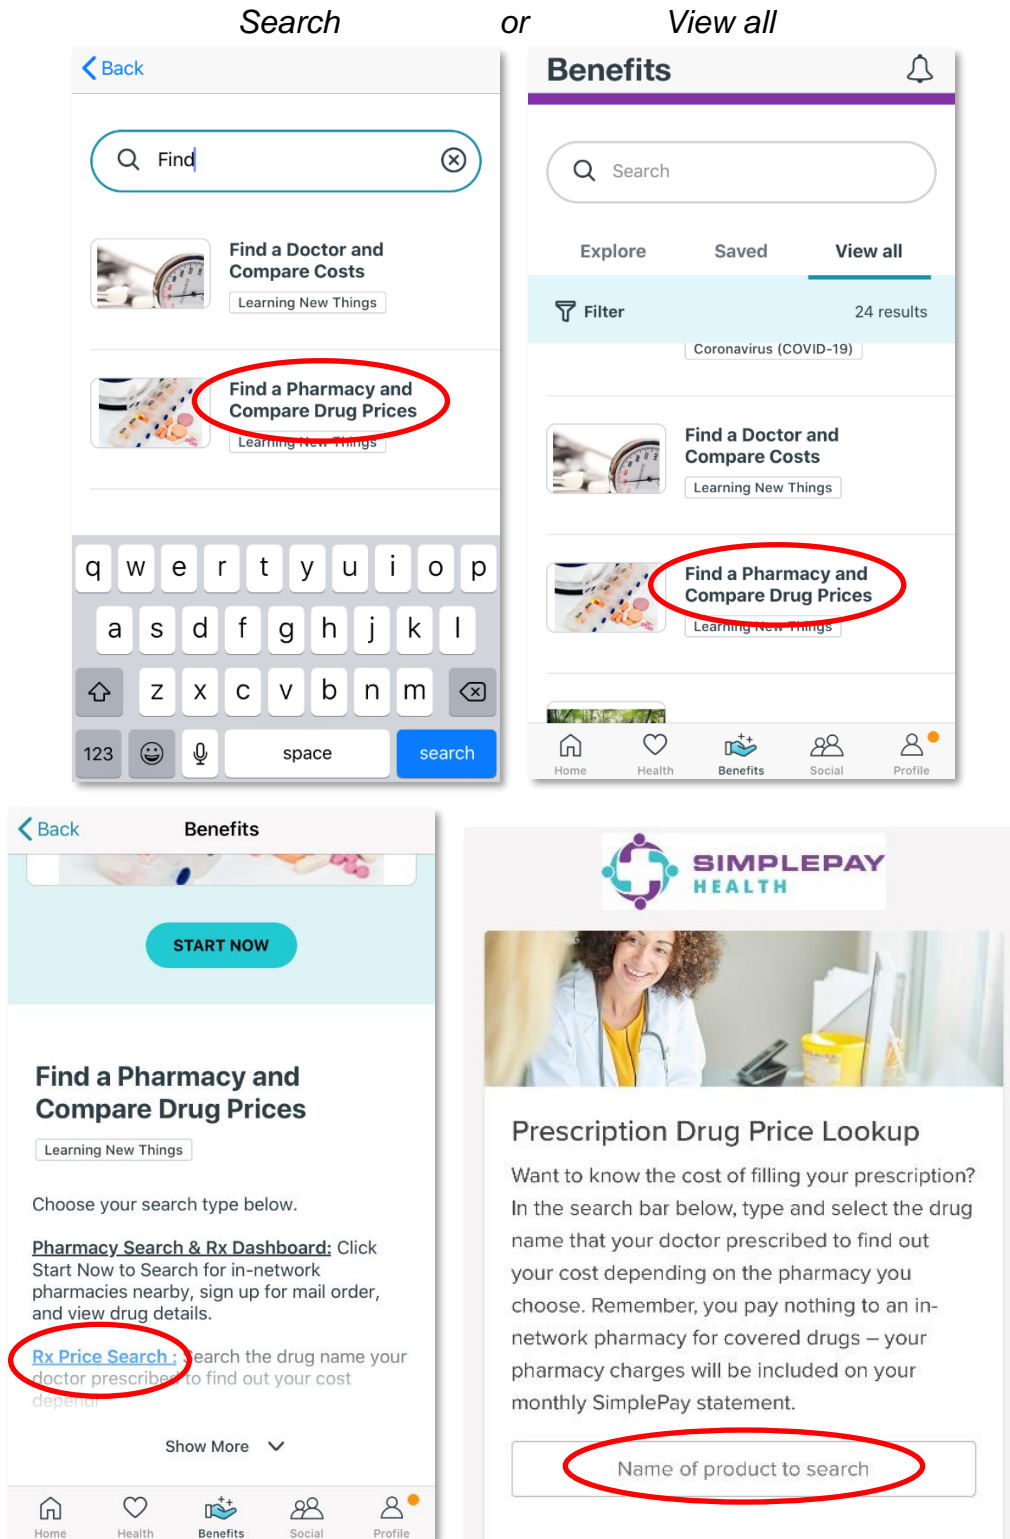 Search or View all
Back
Find
Find a Doctor and
Compare Costs
Learning New Things
Find a Pharmacy and
Compare Drug Prices
Learning New Things
q w e r t y u i o p
a s d f g h j k l
z x c v b n m
123 space search
Benefits
Search
Explore Saved View all
Filter 24 results
Coronavirus (COVID-19)
Find a Doctor and
Compare Costs
Learning New Things
Find a Pharmacy and
Compare Drug Prices
Learning New Things
Home Health Benefits Social Profile
Back Benefits
START NOW
Find a Pharmacy and
Compare Drug Prices
Learning New Things
Choose your search type below.
Pharmacy Search & Rx Dashboard: Click
Start Now to Search for in-network
pharmacies nearby, sign up for mail order,
and view drug details.
Rx Price Search : Search the drug name your
doctor prescribed to find out your cost
dependi
Show More
Home Health Benefits Social Profile
SIMPLEPAY
HEALTH
Prescription Drug Price Lookup
Want to know the cost of filling your prescription?
In the search bar below, type and select the drug
name that your doctor prescribed to find out
your cost depending on the pharmacy you
choose. Remember, you pay nothing to an in-
network pharmacy for covered drugs – your
pharmacy charges will be included on your
monthly SimplePay statement.
Name of product to search